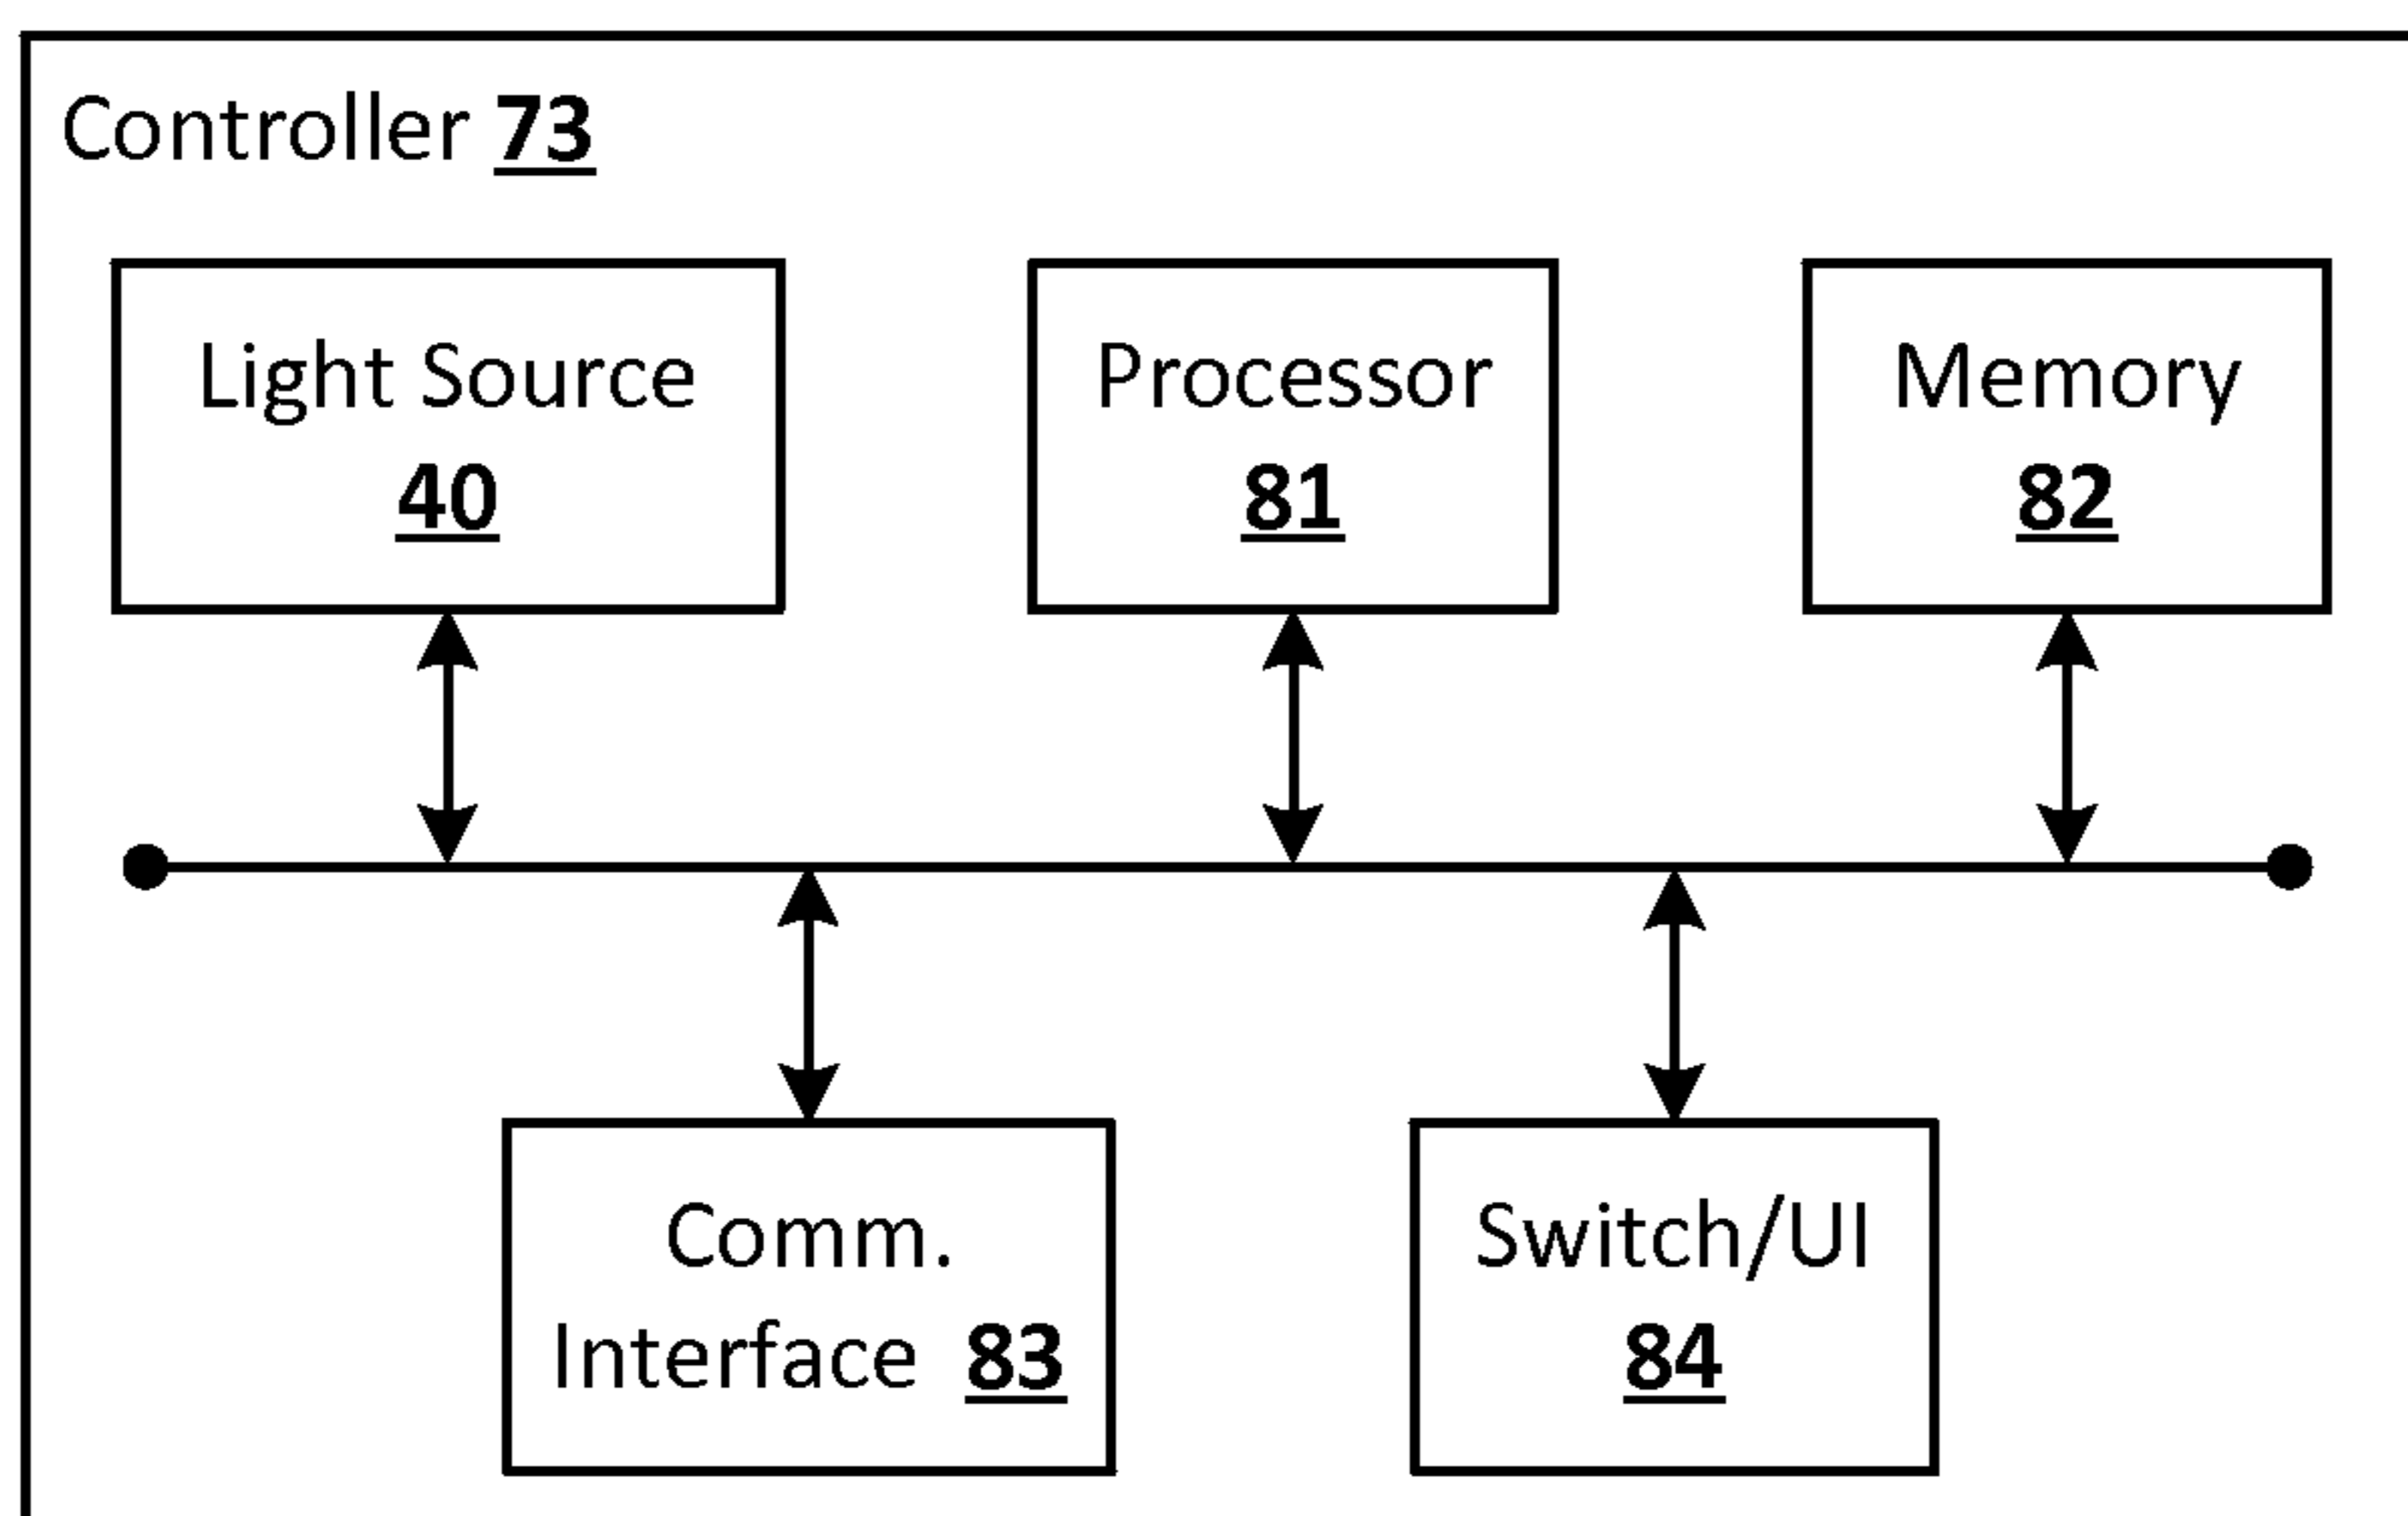 Controller 73
Light Source
40
Processor
81
Memory
82
Comm.
Interface 83
Switch/UI
84